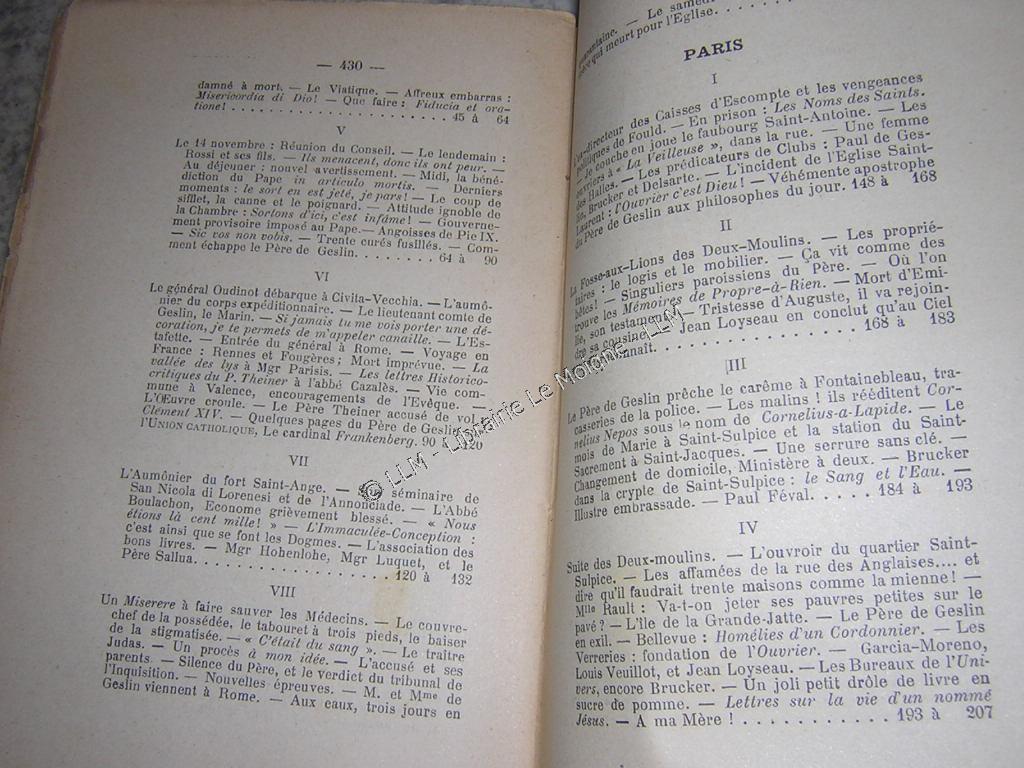 — 430 —
damné à mort. — Le Viatique. — Affreux embarras :
Misericordia di Dio! — Que faire : Fiducia et ora-
tione! . . . . . . . . . . . . . . . . . . . . . 45 à 64
V
Le 14 novembre : Réunion du Conseil. — Le lendemain :
Rossi et ses fils. — Ils menacent, donc ils ont peur. —
Au déjeuner : nouvel avertissement. — Midi, la béné-
diction du Pape in articulo mortis. — Derniers
moments : le sort en est jeté, je pars! — Le coup de
sifflet, la canne et le poignard. — Attitude ignoble de
la Chambre : Sortons d'ici, c'est infâme! — Gouverne-
ment provisoire imposé au Pape. — Angoisses de Pie IX.
— Sic vos non vobis. — Trente curés fusillés. — Com-
ment échappe le Père de Geslin. . . . . . . . 64 à 90
VI
Le général Oudinot débarque à Civita-Vecchia. — L'aumô-
nier du corps expéditionnaire. — Le lieutenant comte de
Geslin, le Marin. — Si jamais tu me vois porter une dé-
coration, je te permets de m'appeler canaille. — L'Es-
tafette. — Entrée du général à Rome. — Voyage en
France : Rennes et Fougères; Mort imprévue. — La
vallée des lys à Mgr Parisis. — Les lettres Historico-
critiques du P. Theiner à l'abbé Cazalès. — Vie com-
mune à Valence, encouragements de l'Evêque. —
L'Œuvre croule. — Le Père Theiner accusé de vol.
Clément XIV. — Quelques pages du Père de Geslin
l'UNION CATHOLIQUE, Le cardinal Frankenberg. 90 à 120
VII
L'Aumônier du fort Saint-Ange. — séminaire de
San Nicola di Lorenesi et de l'Annonciade. — L'Abbé
Boulachon, Econome grièvement blessé. — « Nous
étions là cent mille! » — L'Immaculée-Conception :
c'est ainsi que se font les Dogmes. — L'association des
bons livres. — Mgr Hohenlohe, Mgr Luquet, et le
Père Sallua. . . . . . . . . . . . . . . . . . 120 à 132
VIII
Un Miserere à faire sauver les Médecins. — Le couvre-
chef de la possédée, le tabouret à trois pieds, le baiser
de la stigmatisée. — « C'était du sang ». — Le traître
Judas. — Un procès à mon idée. — L'accusé et ses
parents. — Silence du Père, et le verdict du tribunal de
l'Inquisition. — Nouvelles épreuves. — M. et Mme de
Geslin viennent à Rome. — Aux eaux, trois jours en
— Le samedi
qui meurt pour l'Eglise. . . . . . . . . .
PARIS
I
directeur des Caisses d'Escompte et les vengeances
politiques de Fould. — En prison : Les Noms des Saints.
couche en joue le faubourg Saint-Antoine. — Les
ouvriers à « La Veilleuse », dans la rue. — Une femme
des Halles. — Les prédicateurs de Clubs : Paul de Ges-
lin, Brucker et Delsarte. — L'incident de l'Eglise Saint-
Laurent : l'Ouvrier c'est Dieu! — Véhémente apostrophe
du Père de Geslin aux philosophes du jour. 148 à 168
II
La Fosse-aux-Lions des Deux-Moulins. — Les proprié-
taires : le logis et le mobilier. — Ça vit comme des
bêtes! — Singuliers paroissiens du Père. — Où l'on
trouve les Mémoires de Propre-à-Rien. — Mort d'Emi-
lie, son testament. — Tristesse d'Auguste, il va rejoin-
dre sa cousine. — Jean Loyseau en conclut qu'au Ciel
. . . . . . . . . . . . . 168 à 183
III
Le Père de Geslin prêche le carême à Fontainebleau, tra-
casseries de la police. — Les malins ! ils rééditent Cor-
nelius Nepos sous le nom de Cornelius-a-Lapide. — Le
mois de Marie à Saint-Sulpice et la station du Saint-
Sacrement à Saint-Jacques. — Une serrure sans clé. —
Changement de domicile, Ministère à deux. — Brucker
dans la crypte de Saint-Sulpice : le Sang et l'Eau. —
Illustre embrassade. — Paul Féval. . . . . . 184 à 193
IV
Suite des Deux-moulins. — L'ouvroir du quartier Saint-
Sulpice. — Les affamées de la rue des Anglaises.... et
dire qu'il faudrait trente maisons comme la mienne! —
Mlle Rault : Va-t-on jeter ses pauvres petites sur le
pavé ? — L'île de la Grande-Jatte. — Le Père de Geslin
en exil. — Bellevue : Homélies d'un Cordonnier. — Les
Verreries : fondation de l'Ouvrier. — Garcia-Moreno,
Louis Veuillot, et Jean Loyseau. — Les Bureaux de l'Uni-
vers, encore Brucker. — Un joli petit drôle de livre en
sucre de pomme. — Lettres sur la vie d'un nommé
Jésus. — A ma Mère ! . . . . . . . . . . . 193 à 207
© LLM - Librairie Le Moigne - LLM